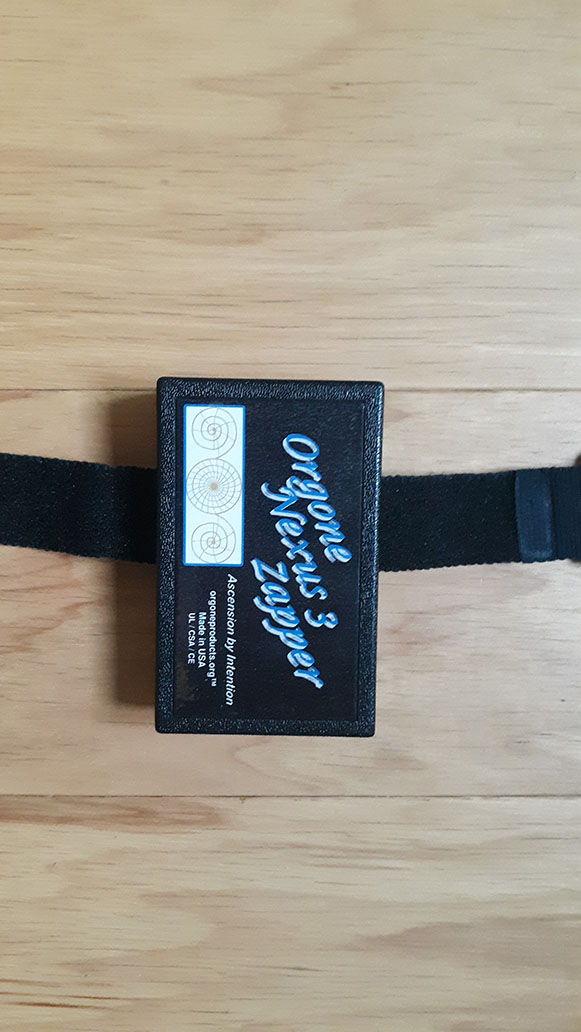 Orgone
Nexus 3
Zapper
Ascension by Intention
orgoneproducts.org™
Made in USA
UL / CSA / CE